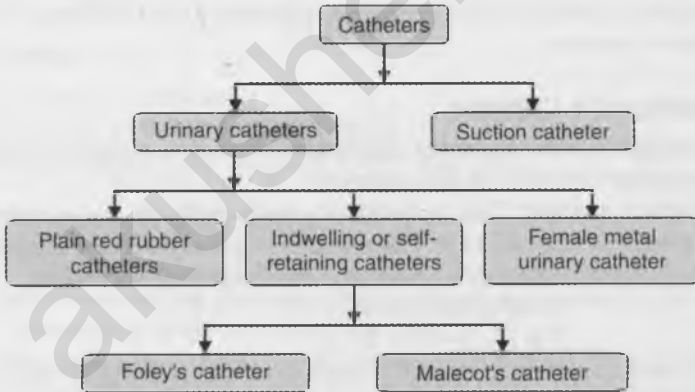 Catheters
Urinary catheters
Suction catheter
Plain red rubber
catheters
Indwelling or self-
retaining catheters
Female metal
urinary catheter
Foley's catheter
Malecot's catheter